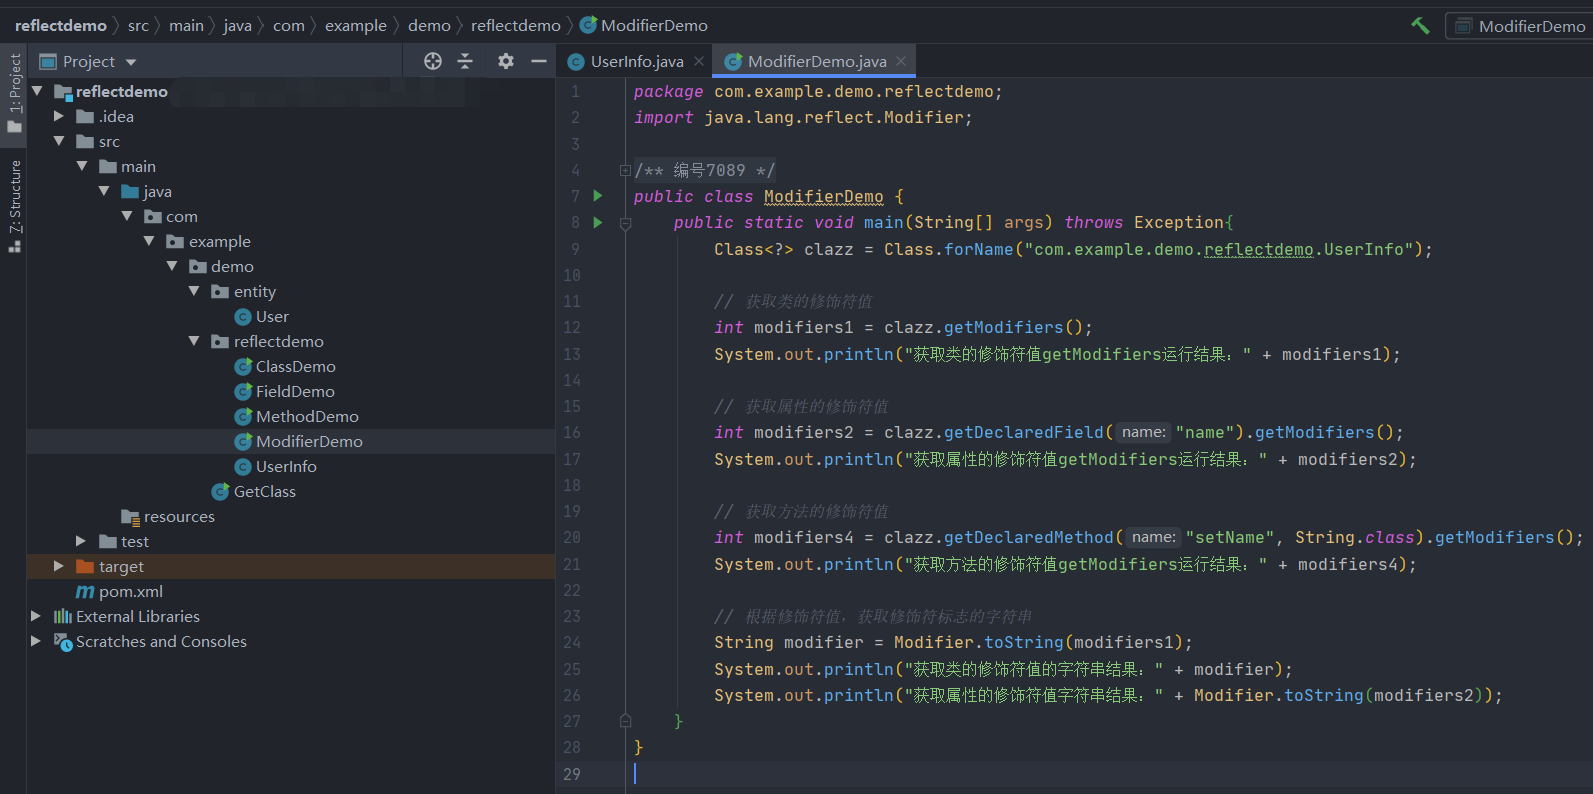 reflectdemo › src › main › java › com › example › demo › reflectdemo › ModifierDemo
ModifierDemo
1: Project
7: Structure
Project
reflectdemo
.idea
src
main
java
com
example
demo
entity
User
reflectdemo
ClassDemo
FieldDemo
MethodDemo
ModifierDemo
UserInfo
GetClass
resources
test
target
pom.xml
External Libraries
Scratches and Consoles
UserInfo.java
ModifierDemo.java
1 package com.example.demo.reflectdemo;
2 import java.lang.reflect.Modifier;
3
4 /** 编号7089 */
7 public class ModifierDemo {
8 public static void main(String[] args) throws Exception{
9 Class<?> clazz = Class.forName("com.example.demo.reflectdemo.UserInfo");
10
11 // 获取类的修饰符值
12 int modifiers1 = clazz.getModifiers();
13 System.out.println("获取类的修饰符值getModifiers运行结果：" + modifiers1);
14
15 // 获取属性的修饰符值
16 int modifiers2 = clazz.getDeclaredField( name: "name").getModifiers();
17 System.out.println("获取属性的修饰符值getModifiers运行结果：" + modifiers2);
18
19 // 获取方法的修饰符值
20 int modifiers4 = clazz.getDeclaredMethod( name: "setName", String.class).getModifiers();
21 System.out.println("获取方法的修饰符值getModifiers运行结果：" + modifiers4);
22
23 // 根据修饰符值，获取修饰符标志的字符串
24 String modifier = Modifier.toString(modifiers1);
25 System.out.println("获取类的修饰符值的字符串结果：" + modifier);
26 System.out.println("获取属性的修饰符值字符串结果：" + Modifier.toString(modifiers2));
27 }
28 }
29